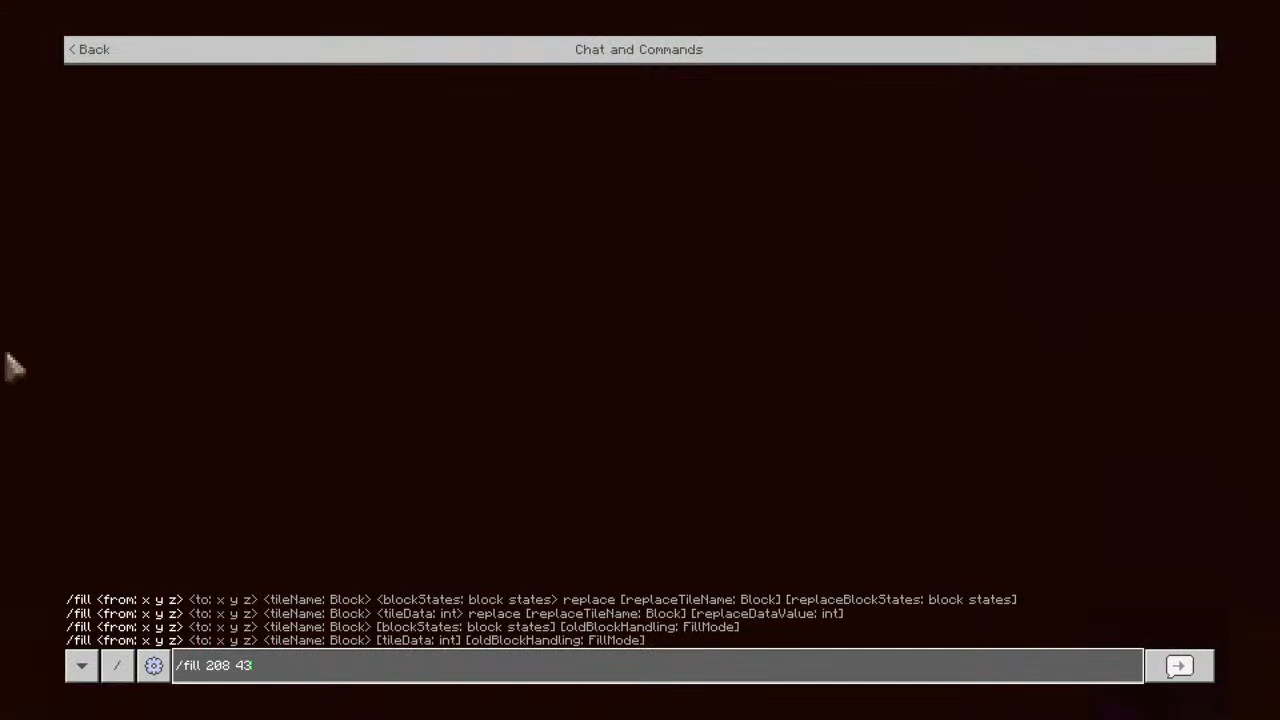 < Back
Chat and Commands
/fill <from: x y z> <to: x y z> <tileName: Block> <blockStates: block states> replace [replaceTileName: Block] [replaceBlockStates: block states]
/fill <from: x y z> <to: x y z> <tileName: Block> <tileData: int> replace [replaceTileName: Block] [replaceDataValue: int]
/fill <from: x y z> <to: x y z> <tileName: Block> [blockStates: block states] [oldBlockHandling: FillMode]
/fill <from: x y z> <to: x y z> <tileName: Block> [tileData: int] [oldBlockHandling: FillMode]
/ /fill 208 43